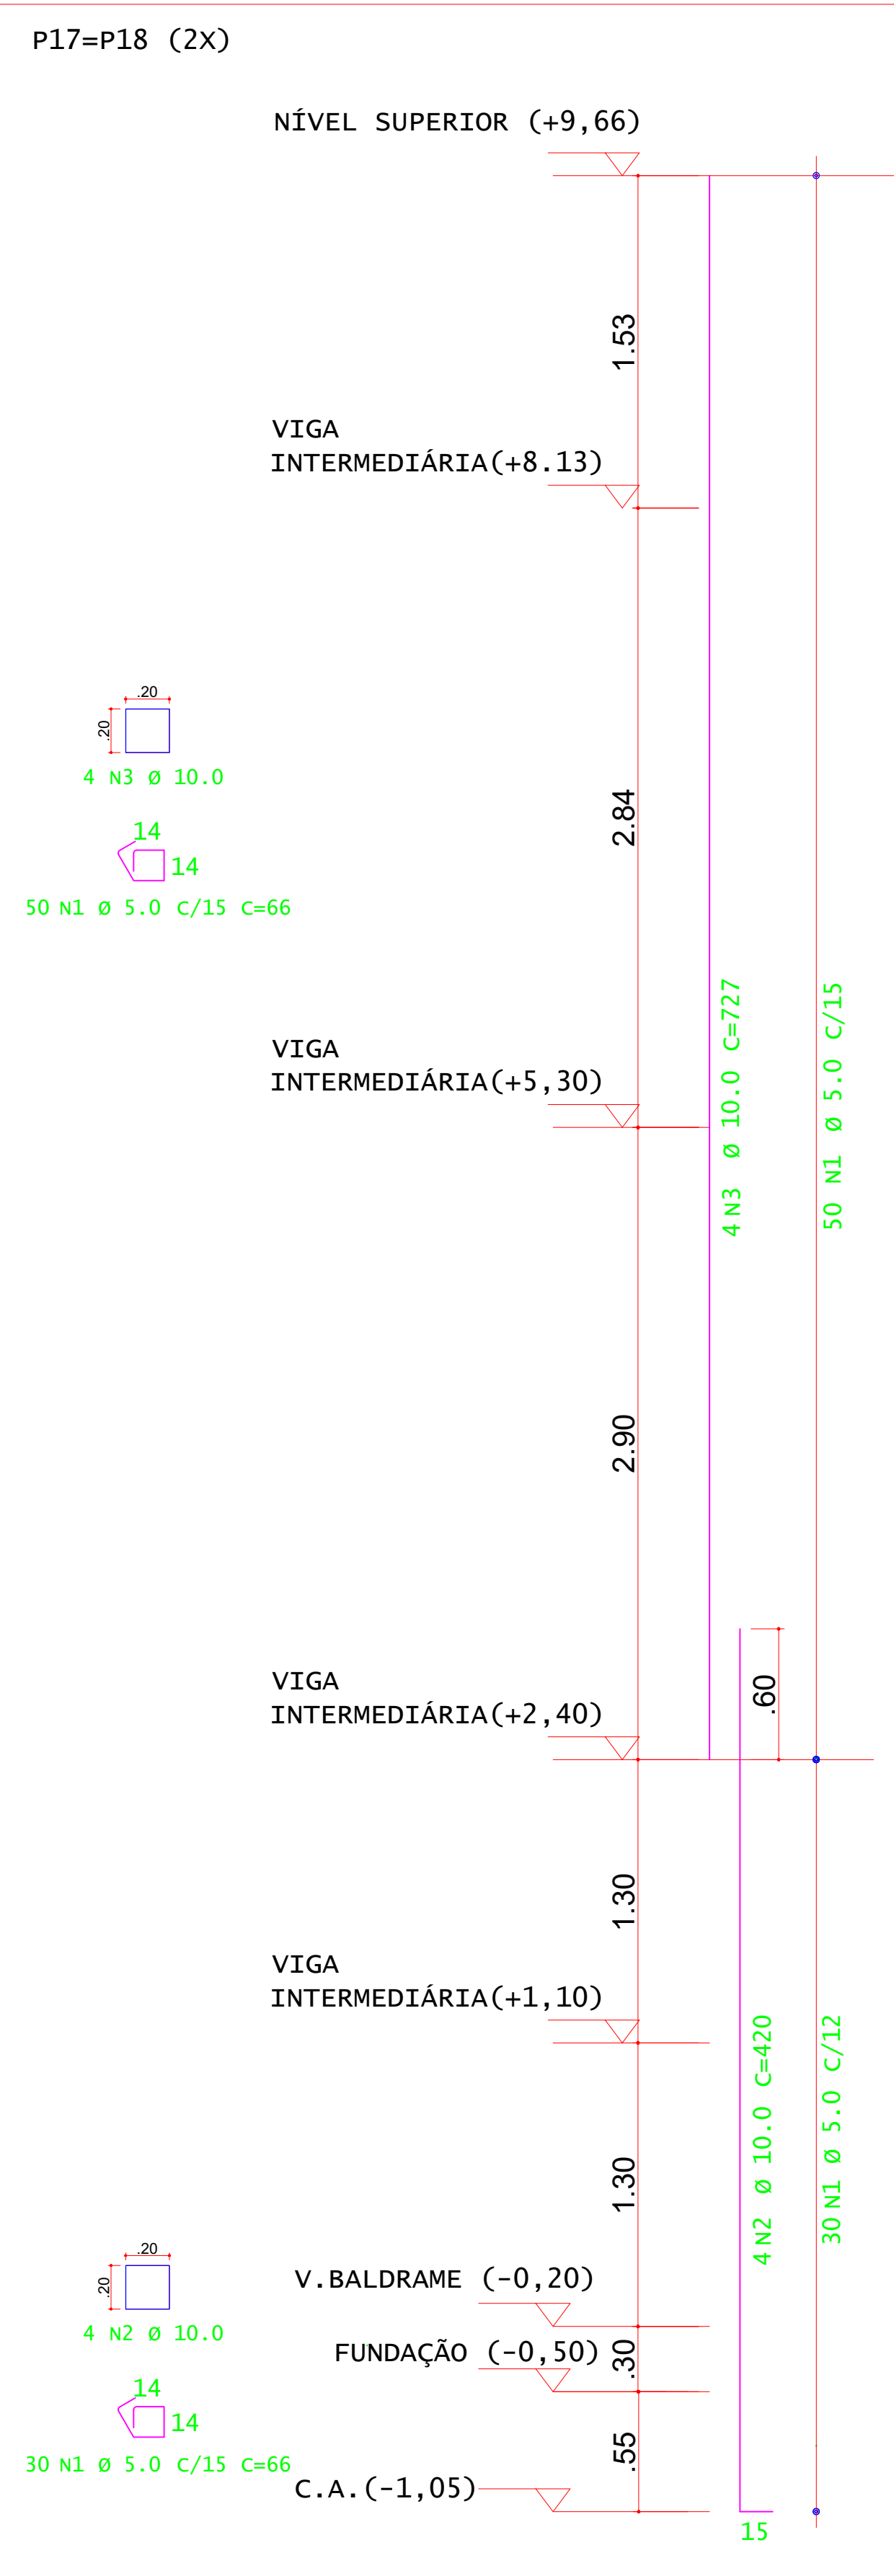 P17=P18 (2X)
NÍVEL SUPERIOR (+9,66)
1.53
VIGA
INTERMEDIÁRIA(+8.13)
.20
.20
4 N3 Ø 10.0
14
14
50 N1 Ø 5.0 C/15 C=66
2.84
4 N3 Ø 10.0 C=727
50 N1 Ø 5.0 C/15
VIGA
INTERMEDIÁRIA(+5,30)
2.90
.60
VIGA
INTERMEDIÁRIA(+2,40)
1.30
VIGA
INTERMEDIÁRIA(+1,10)
4 N2 Ø 10.0 C=420
30 N1 Ø 5.0 C/12
1.30
.20
.20
4 N2 Ø 10.0
14
14
30 N1 Ø 5.0 C/15 C=66
V.BALDRAME (-0,20)
FUNDAÇÃO (-0,50)
.30
.55
C.A.(-1,05)
15